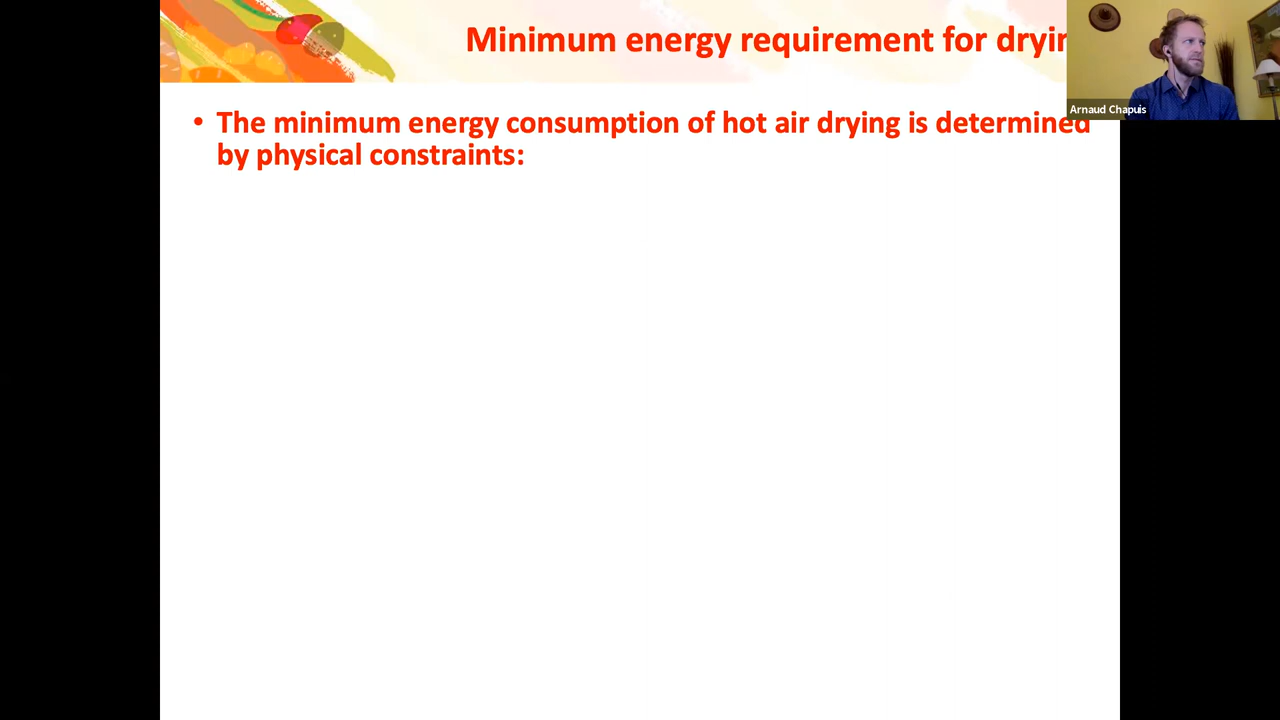 Minimum energy requirement for dryin
Arnaud Chapuis
• The minimum energy consumption of hot air drying is determined
by physical constraints: